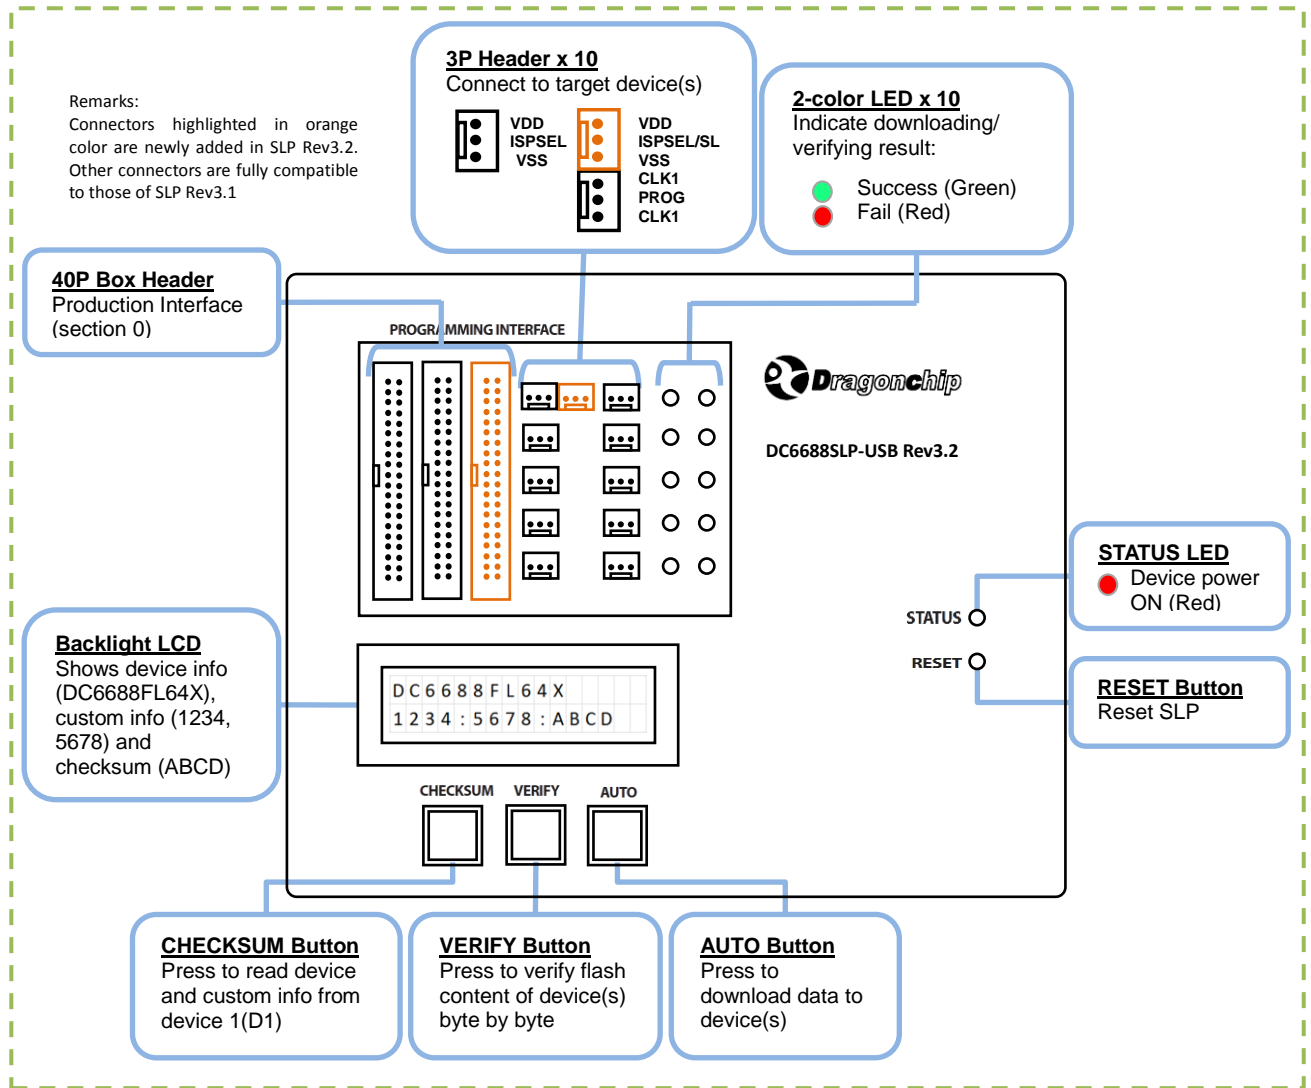 3P Header x 10
Connect to target device(s)
VDD
ISPSEL
VSS
VDD
ISPSEL/SL
VSS
CLK1
PROG
CLK1
2-color LED x 10
Indicate downloading/
verifying result:
Success (Green)
Fail (Red)
Remarks:
Connectors highlighted in orange
color are newly added in SLP Rev3.2.
Other connectors are fully compatible
to those of SLP Rev3.1
40P Box Header
Production Interface
(section 0)
PROGRAMMING INTERFACE
Dragonchip
DC6688SLP-USB Rev3.2
STATUS LED
Device power
ON (Red)
STATUS
RESET
RESET Button
Reset SLP
Backlight LCD
Shows device info
(DC6688FL64X),
custom info (1234,
5678) and
checksum (ABCD)
DC6688FL64X
1234:5678:ABCD
CHECKSUM VERIFY AUTO
CHECKSUM Button
Press to read device
and custom info from
device 1(D1)
VERIFY Button
Press to verify flash
content of device(s)
byte by byte
AUTO Button
Press to
download data to
device(s)